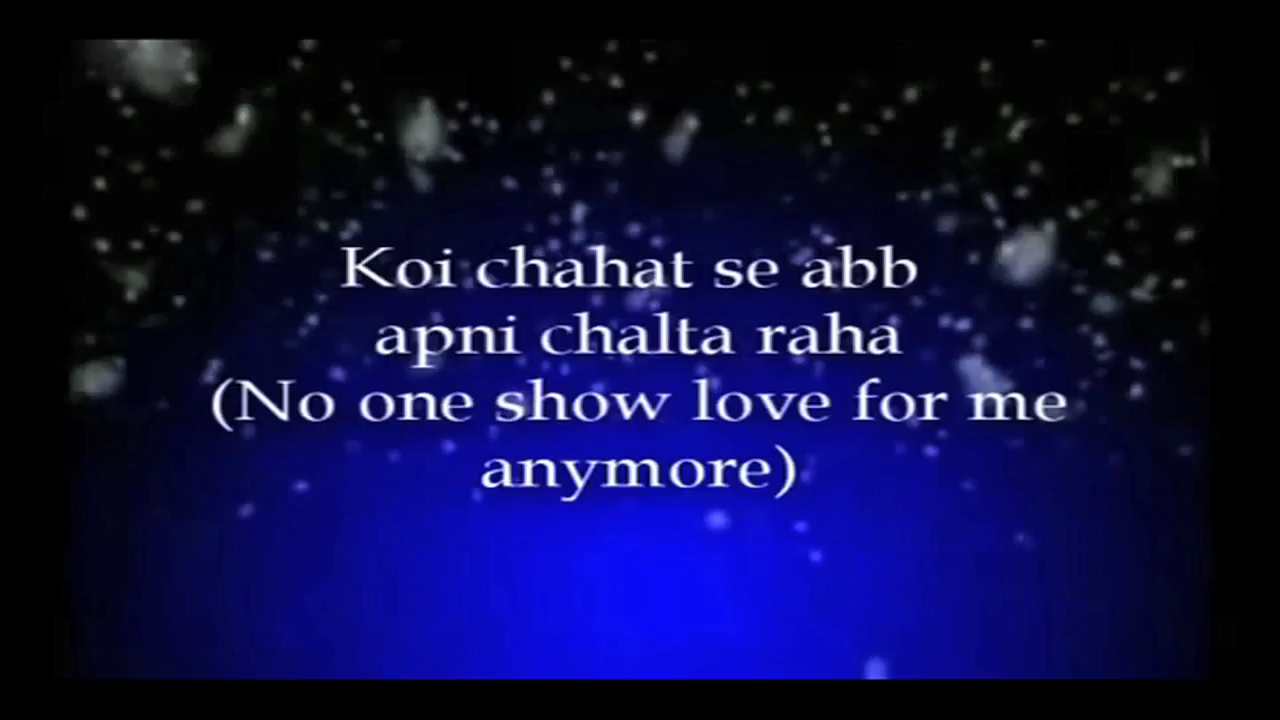 Koi chahat se abb
apni chalta raha
(No one show love for me
anymore)